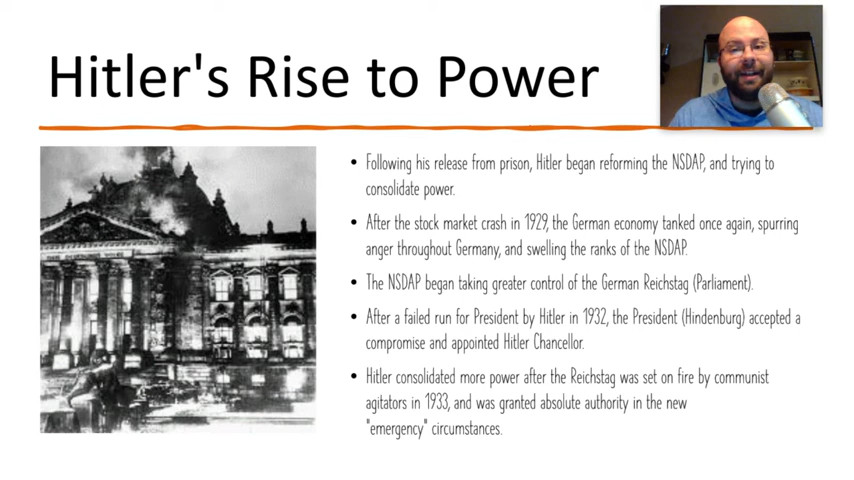 Hitler's Rise to Power
• Following his release from prison, Hitler began reforming the NSDAP, and trying to
consolidate power.
• After the stock market crash in 1929, the German economy tanked once again, spurring
anger throughout Germany, and swelling the ranks of the NSDAP.
• The NSDAP began taking greater control of the German Reichstag (Parliament).
• After a failed run for President by Hitler in 1932, the President (Hindenburg) accepted a
compromise and appointed Hitler Chancellor.
• Hitler consolidated more power after the Reichstag was set on fire by communist
agitators in 1933, and was granted absolute authority in the new
"emergency" circumstances.